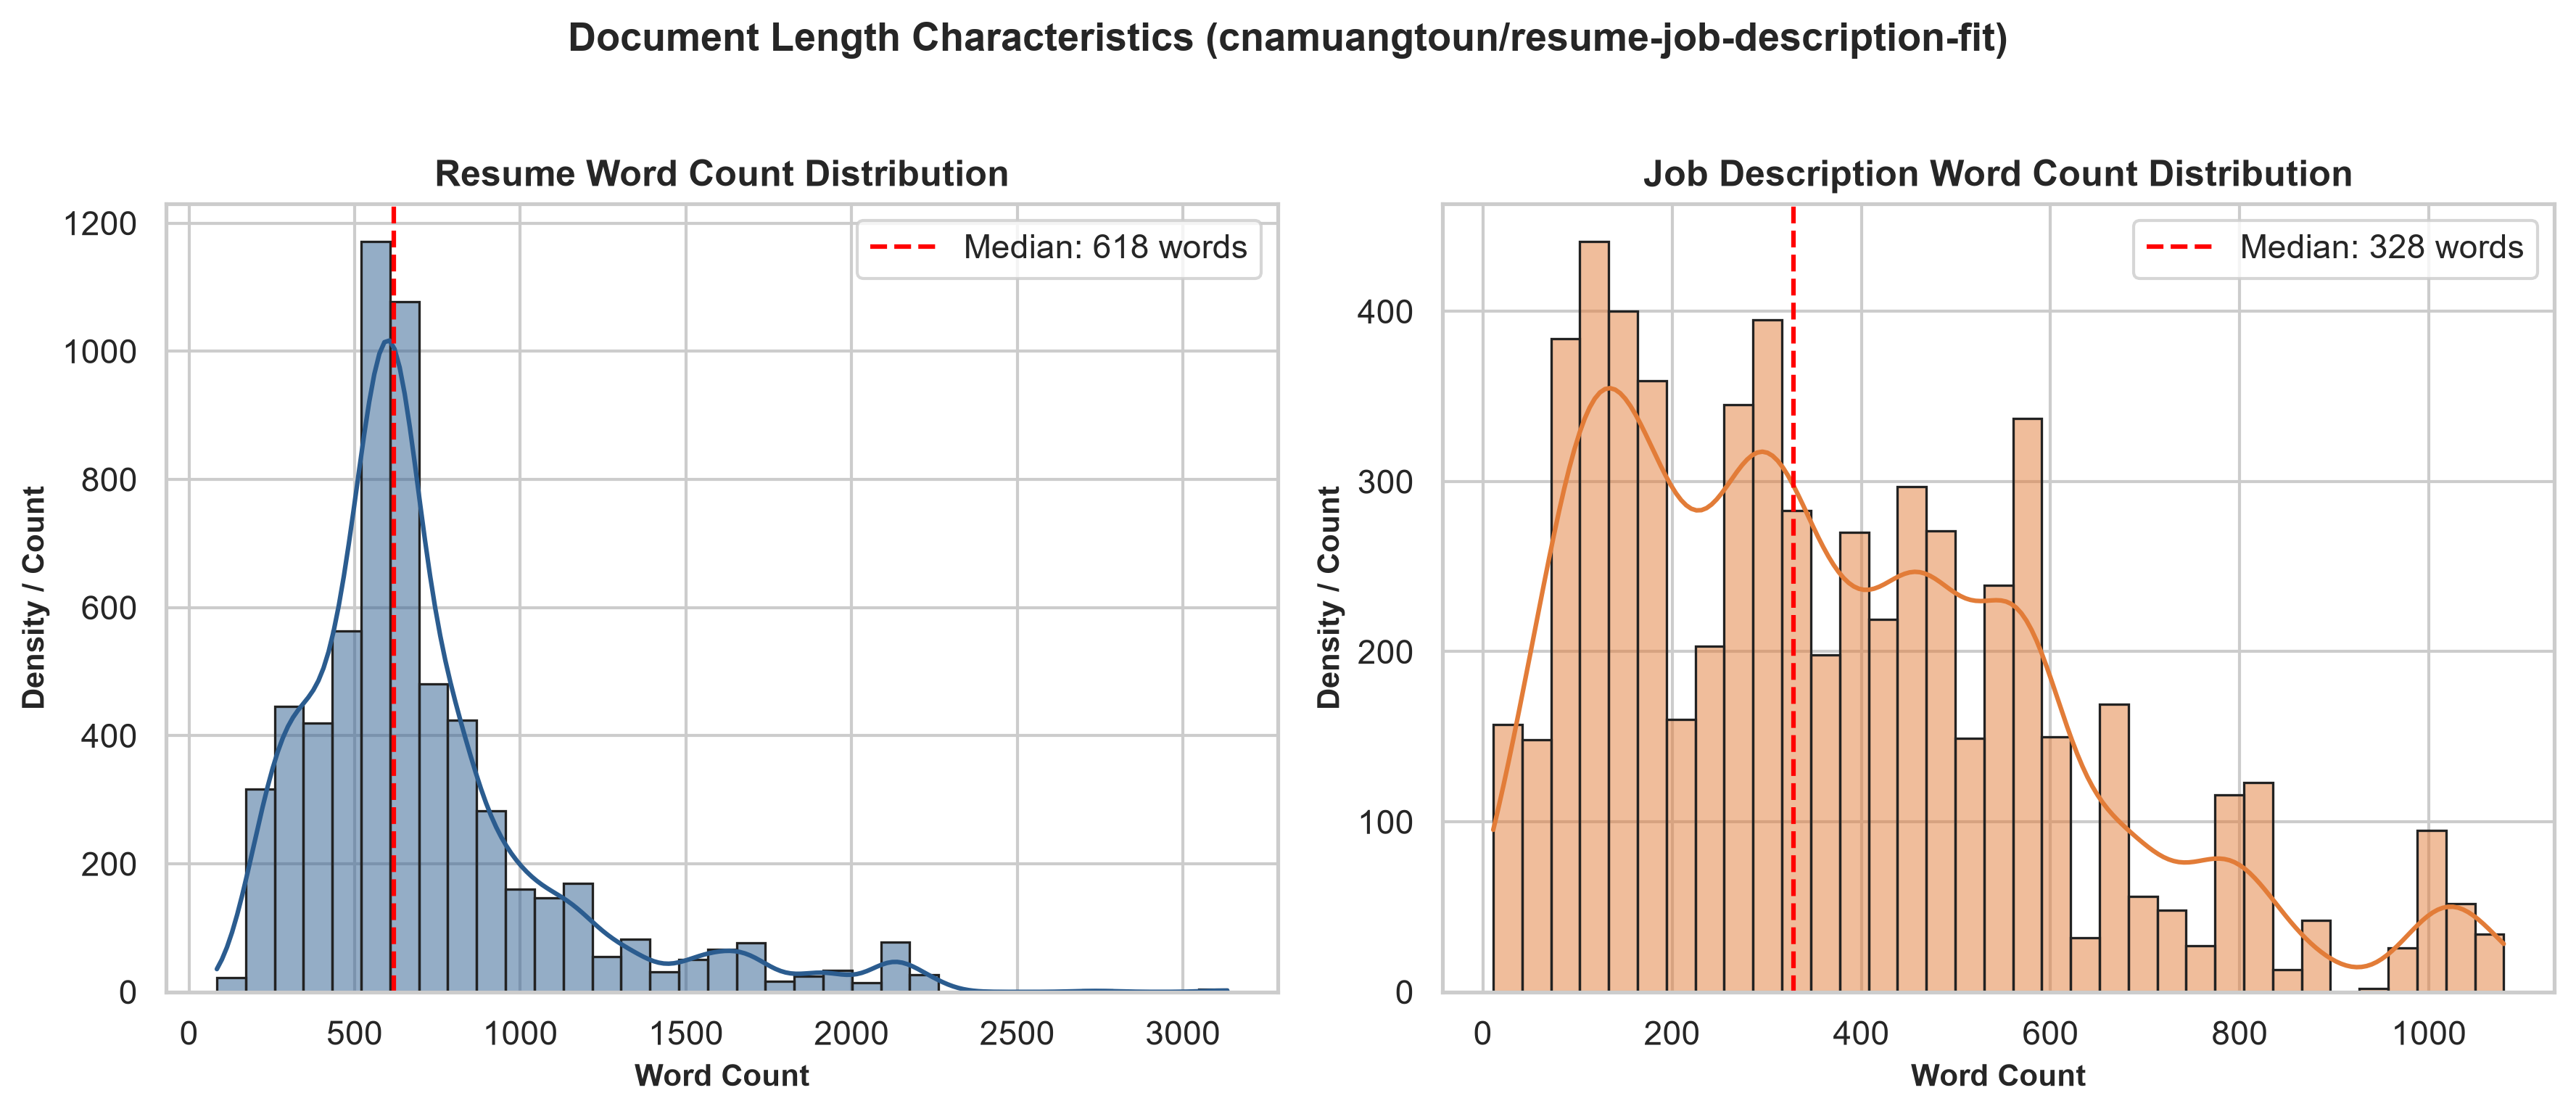 Document Length Characteristics (cnamuangtoun/resume-job-description-fit)
Resume Word Count Distribution
Median: 618 words
1200
1000
800
600
400
200
0
Density / Count
0 500 1000 1500 2000 2500 3000
Word Count
Job Description Word Count Distribution
Median: 328 words
400
300
200
100
0
Density / Count
0 200 400 600 800 1000
Word Count